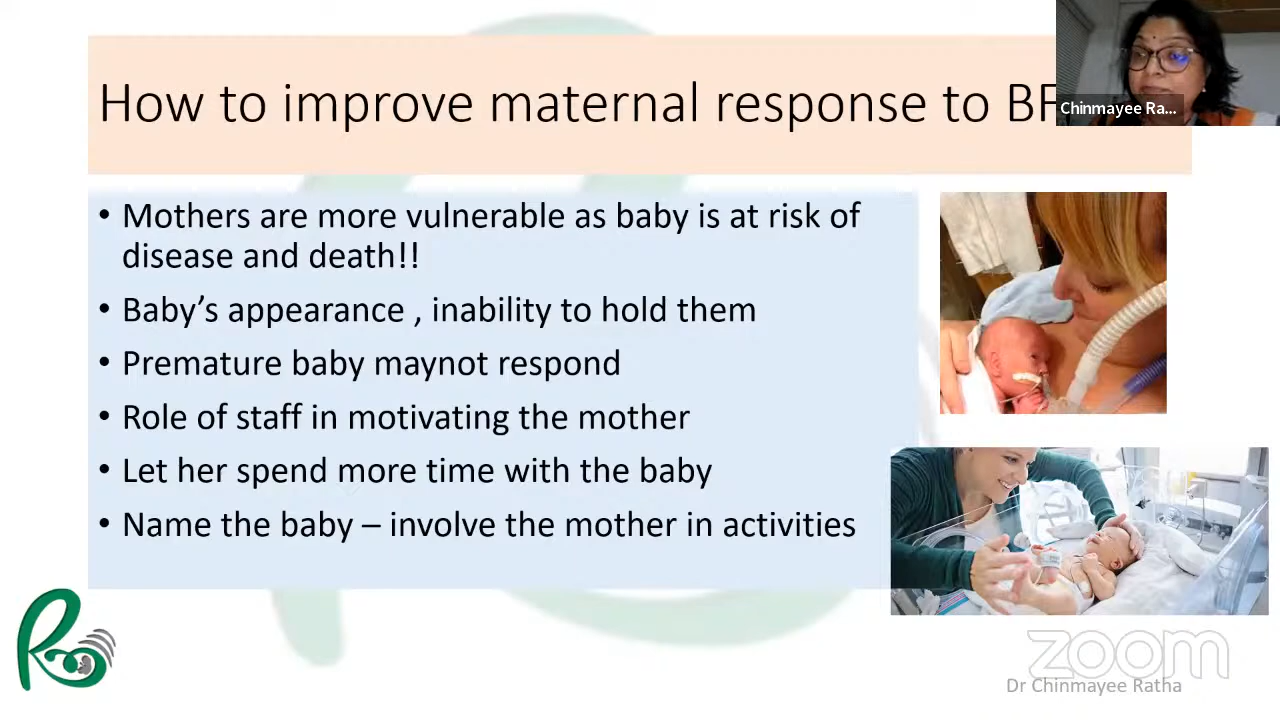 How to improve maternal response to BF
Chinmayee Ra...
• Mothers are more vulnerable as baby is at risk of
disease and death!!
• Baby’s appearance , inability to hold them
• Premature baby maynot respond
• Role of staff in motivating the mother
• Let her spend more time with the baby
• Name the baby – involve the mother in activities
zoom
Dr Chinmayee Ratha